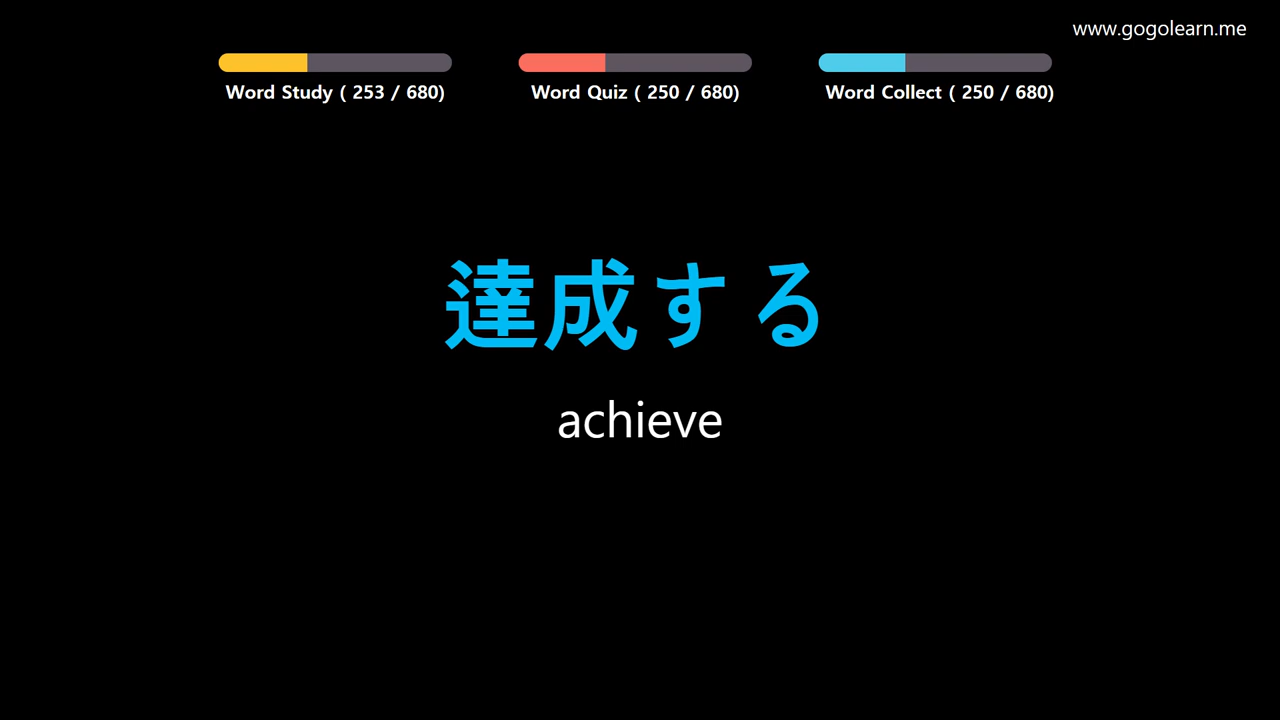 www.gogolearn.me
Word Study ( 253 / 680)
Word Quiz ( 250 / 680)
Word Collect ( 250 / 680)
達成する
achieve